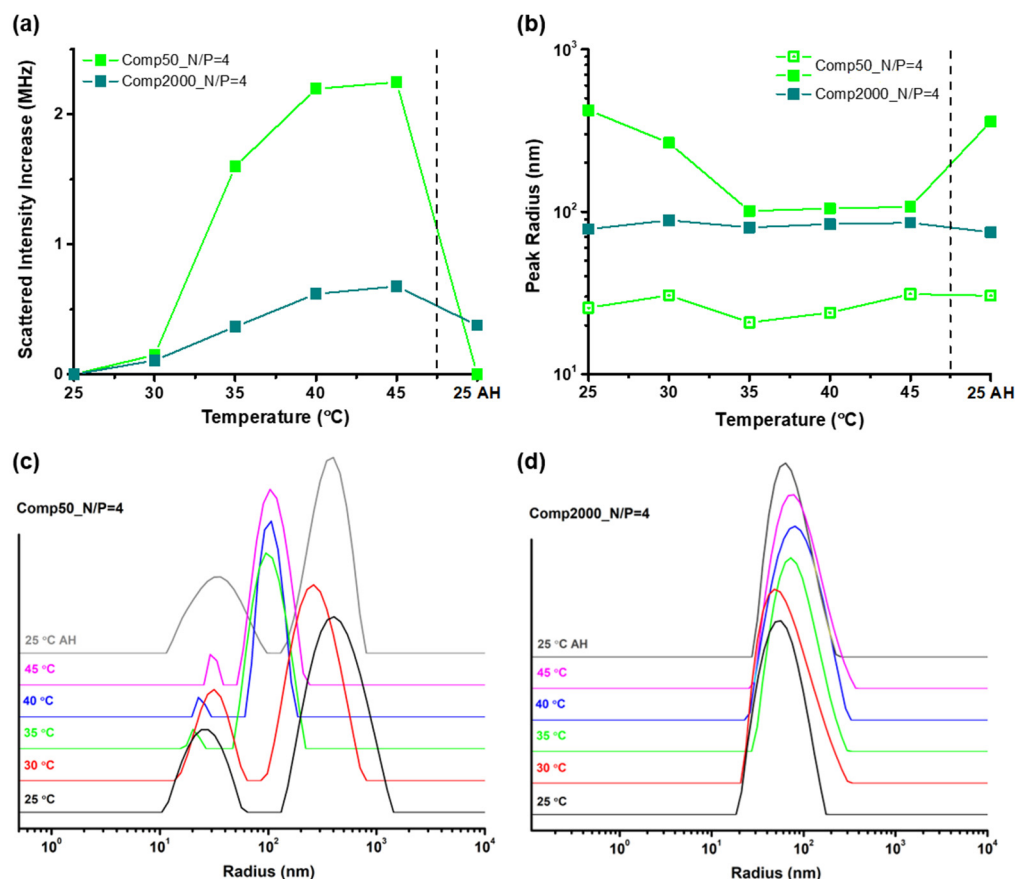 (a)
Comp50_N/P=4
Comp2000_N/P=4
Scattered Intensity Increase (MHz)
2
1
0
25 30 35 40 45 25 AH
Temperature (°C)
(b)
Comp50_N/P=4
Comp2000_N/P=4
Peak Radius (nm)
10³
10²
10¹
25 30 35 40 45 25 AH
Temperature (°C)
(c)
Comp50_N/P=4
25 °C AH
45 °C
40 °C
35 °C
30 °C
25 °C
10⁰ 10¹ 10² 10³ 10⁴
Radius (nm)
(d)
Comp2000_N/P=4
25 °C AH
45 °C
40 °C
35 °C
30 °C
25 °C
10⁰ 10¹ 10² 10³ 10⁴
Radius (nm)